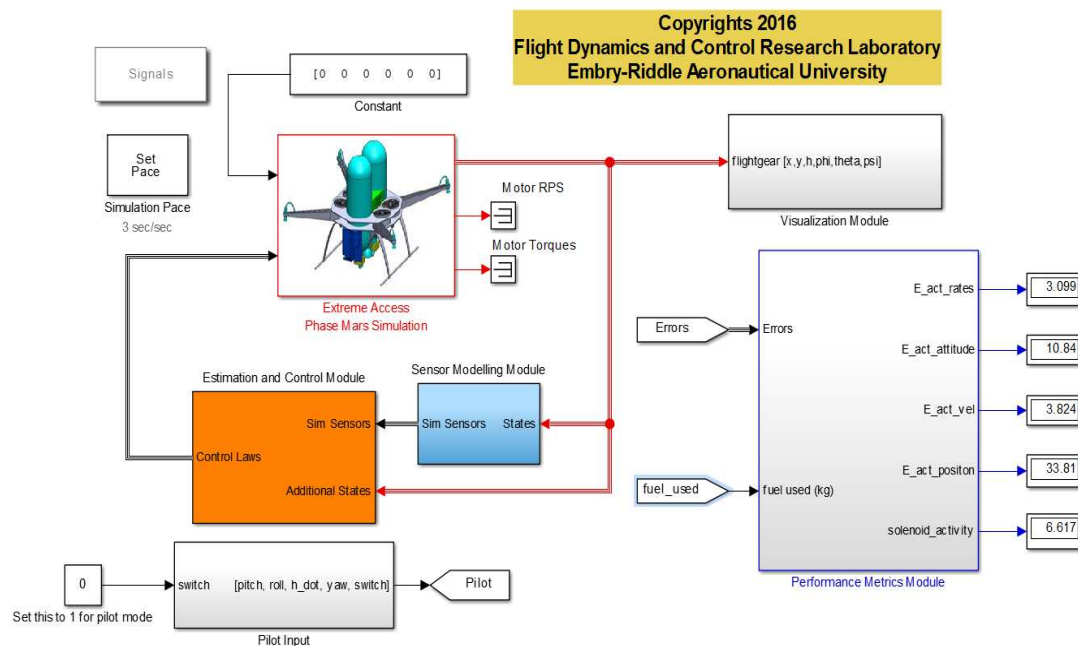 Copyrights 2016
Flight Dynamics and Control Research Laboratory
Embry-Riddle Aeronautical University
Signals
[0 0 0 0 0 0]
Constant
Set
Pace
Simulation Pace
3 sec/sec
Motor RPS
Motor Torques
Extreme Access
Phase Mars Simulation
flightgear [x,y,h,phi,theta,psi]
Visualization Module
Estimation and Control Module
Sim Sensors
Control Laws
Additional States
Sensor Modelling Module
Sim Sensors
States
Errors
Errors
fuel_used
fuel used (kg)
E_act_rates
3.099
E_act_attitude
10.84
E_act_vel
3.824
E_act_positon
33.81
solenoid_activity
6.617
Performance Metrics Module
0
Set this to 1 for pilot mode
switch
[pitch, roll, h_dot, yaw, switch]
Pilot Input
Pilot